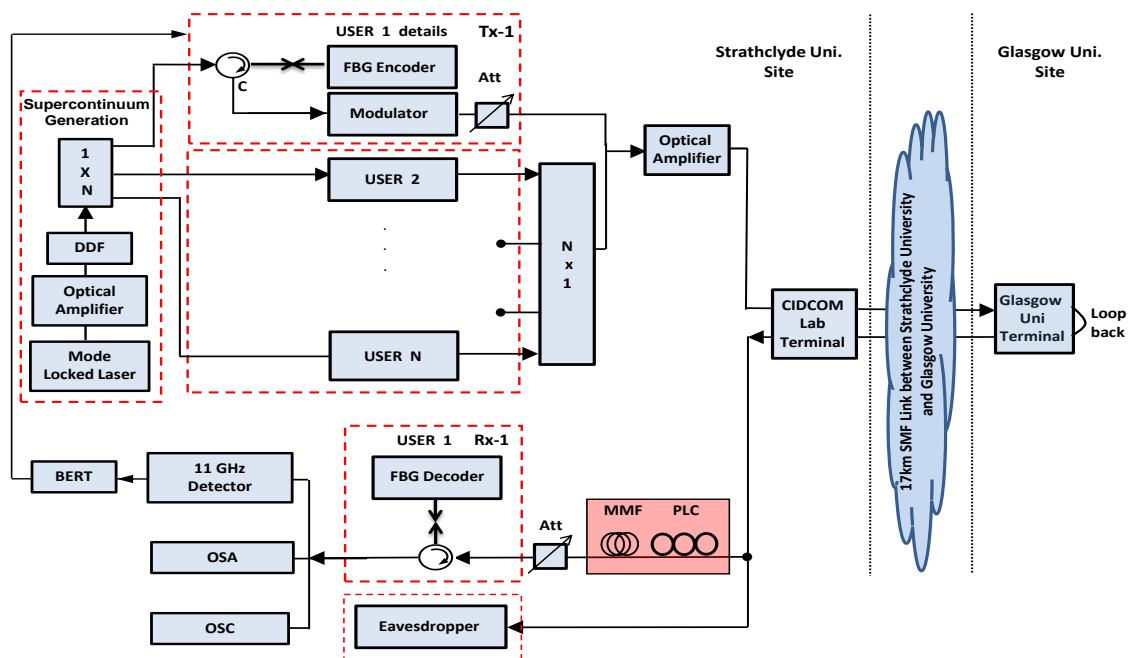 USER 1 details
Tx-1
FBG Encoder
C
Modulator
Att
Supercontinuum
Generation
1
X
N
DDF
Optical
Amplifier
Mode
Locked Laser
USER 2
.
.
.
USER N
N
x
1
Optical
Amplifier
Strathclyde Uni.
Site
Glasgow Uni.
Site
CIDCOM
Lab
Terminal
17km SMF Link between Strathclyde University
and Glasgow University
Glasgow
Uni
Terminal
Loop
back
USER 1
Rx-1
FBG Decoder
Att
MMF
PLC
BERT
11 GHz
Detector
OSA
OSC
Eavesdropper